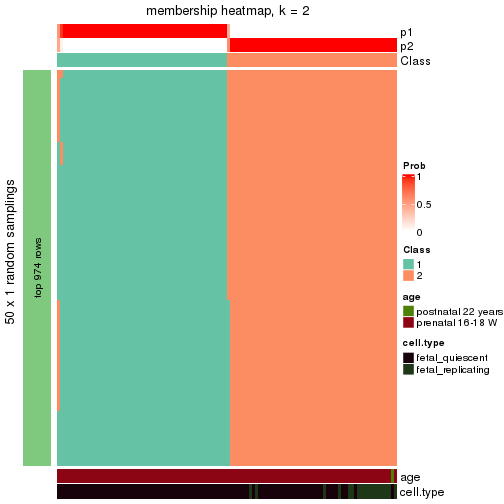 membership heatmap, k = 2
p1
p2
Class
50 x 1 random samplings
top 974 rows
Prob
1
0.5
0
Class
1
2
age
postnatal 22 years
prenatal 16-18 W
cell.type
fetal_quiescent
fetal_replicating
age
cell.type